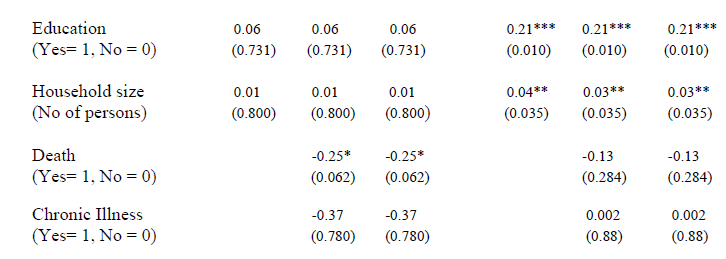 Education 0.06 0.06 0.06 0.21*** 0.21*** 0.21***
(Yes= 1, No = 0) (0.731) (0.731) (0.731) (0.010) (0.010) (0.010)
Household size 0.01 0.01 0.01 0.04** 0.03** 0.03**
(No of persons) (0.800) (0.800) (0.800) (0.035) (0.035) (0.035)
Death -0.25* -0.25* -0.13 -0.13
(Yes= 1, No = 0) (0.062) (0.062) (0.284) (0.284)
Chronic Illness -0.37 -0.37 0.002 0.002
(Yes= 1, No = 0) (0.780) (0.780) (0.88) (0.88)